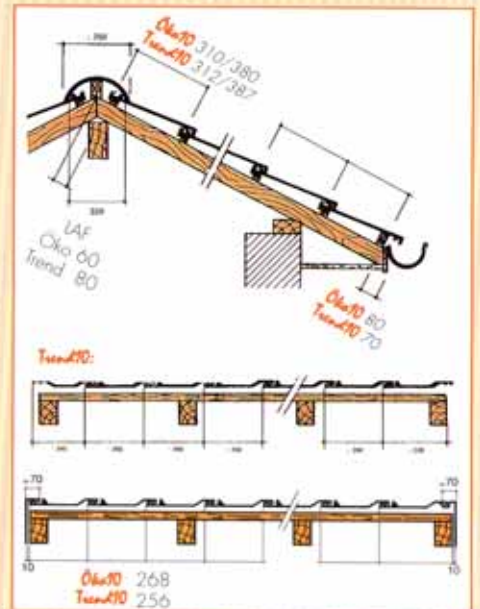 Öko10 310/380
Trend10 312/387
LAF
Öko 60
Trend 80
Öko10 80
Trend10 70
Trend10:
70
70
10
10
Öko10 268
Trend10 256